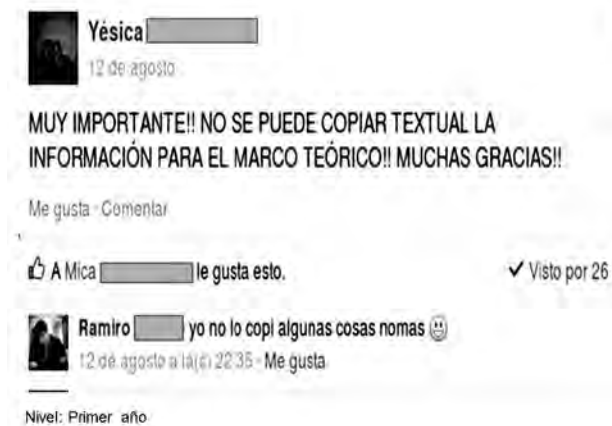 Yésica
12 de agosto
MUY IMPORTANTE!! NO SE PUEDE COPIAR TEXTUAL LA
INFORMACIÓN PARA EL MARCO TEÓRICO!! MUCHAS GRACIAS!!
Me gusta · Comentar
A Mica le gusta esto.
✓ Visto por 26
Ramiro yo no lo copi algunas cosas nomas
12 de agosto a la(s) 22:35 · Me gusta
Nivel: Primer año